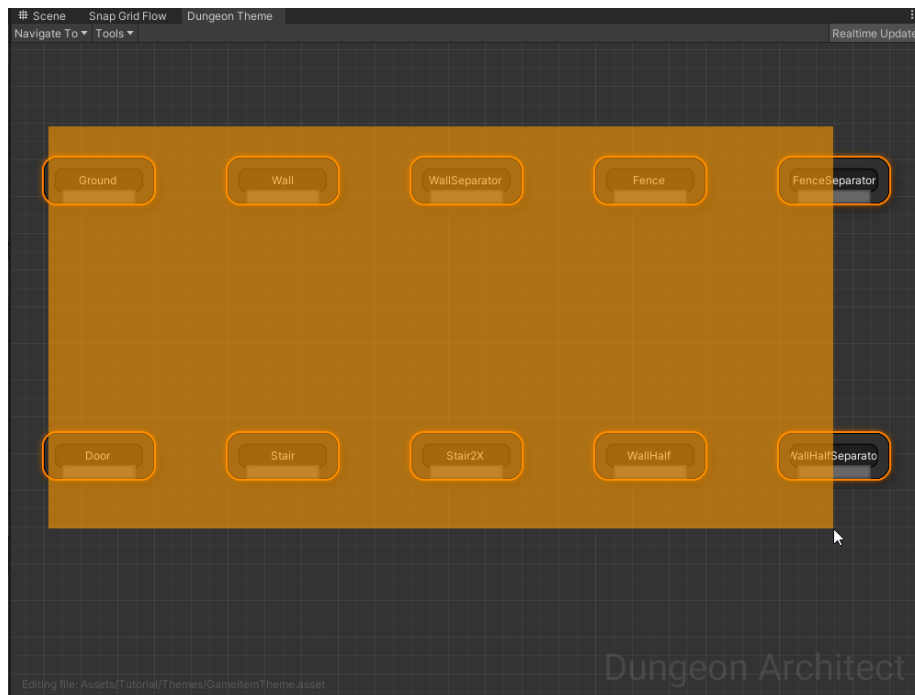 Scene Snap Grid Flow Dungeon Theme
Navigate To Tools Realtime Update
Ground Wall WallSeparator Fence FenceSeparator
Door Stair Stair2X WallHalf WallHalfSeparato
Dungeon Architect
Editing file: Assets/Tutorial/Themes/GameItemTheme.asset